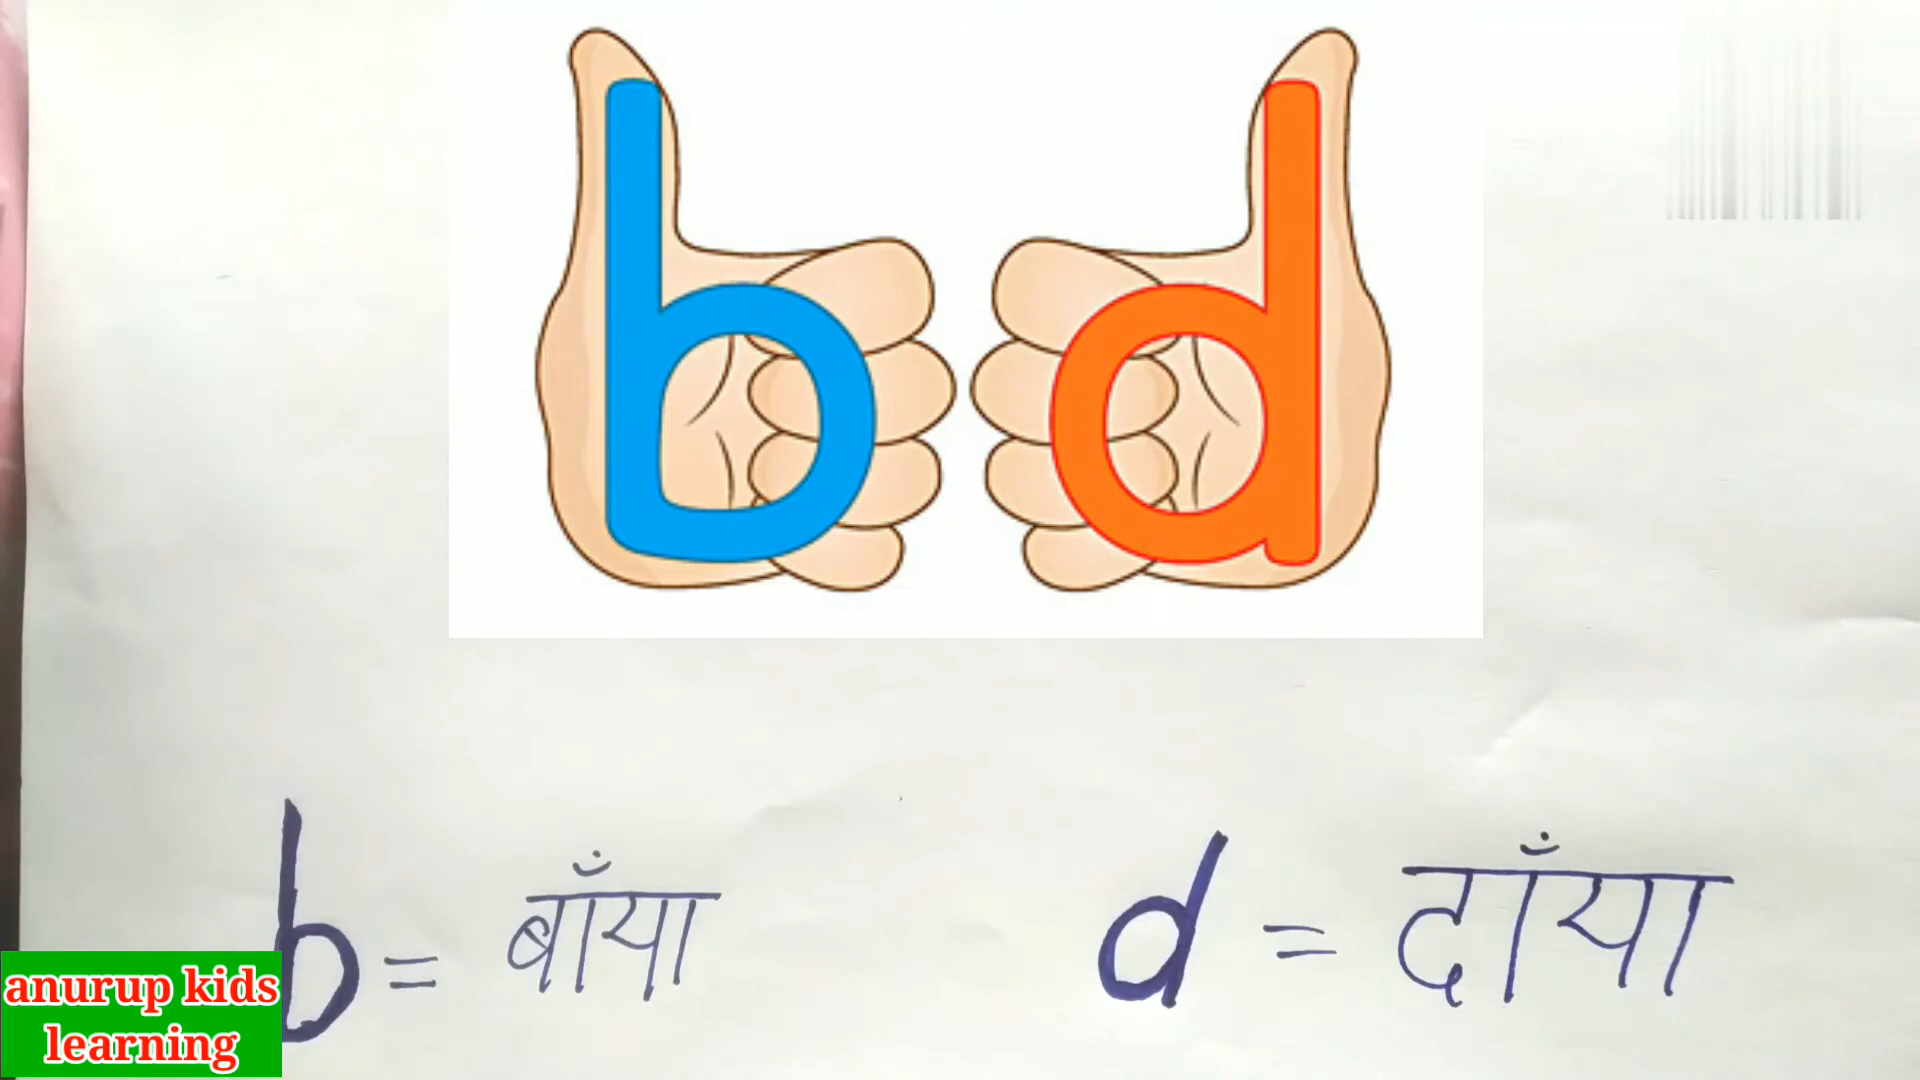 b d
b = बाँया
d = दाँया
anurup kids
learning